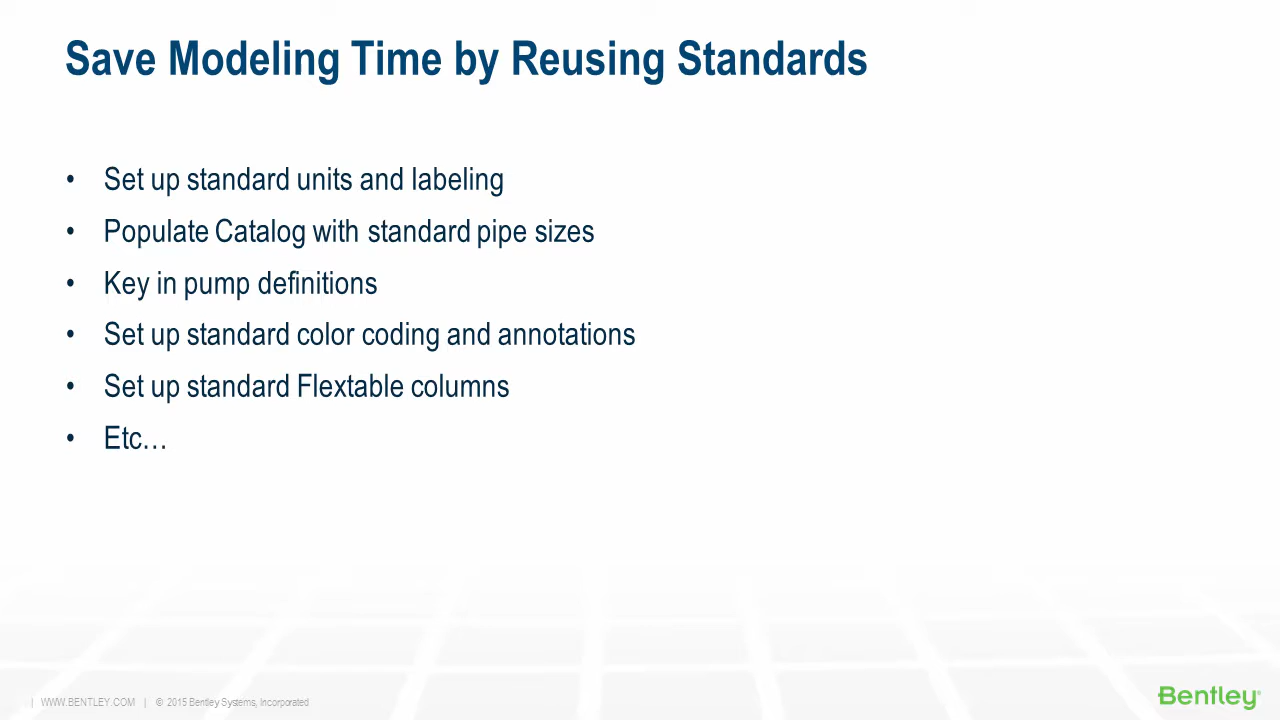 Save Modeling Time by Reusing Standards
• Set up standard units and labeling
• Populate Catalog with standard pipe sizes
• Key in pump definitions
• Set up standard color coding and annotations
• Set up standard Flextable columns
• Etc…
| WWW.BENTLEY.COM | © 2015 Bentley Systems, Incorporated
Bentley®